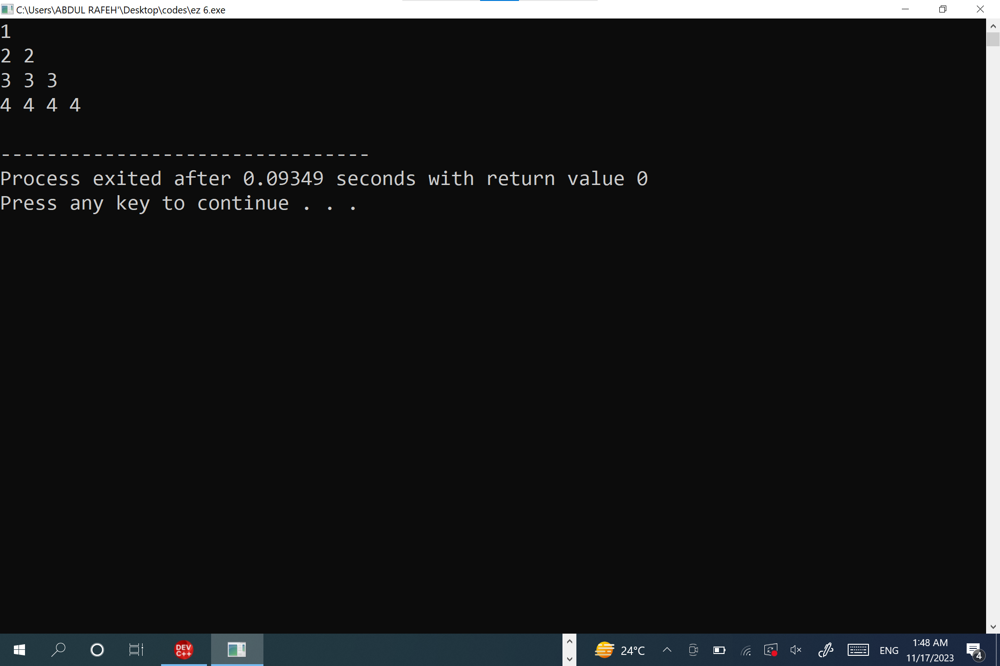 C:\Users\ABDUL RAFEH'\Desktop\codes\ez 6.exe
1
2 2
3 3 3
4 4 4 4
--------------------------------
Process exited after 0.09349 seconds with return value 0
Press any key to continue . . .
DEV
C++
24°C
ENG
1:48 AM
11/17/2023
4